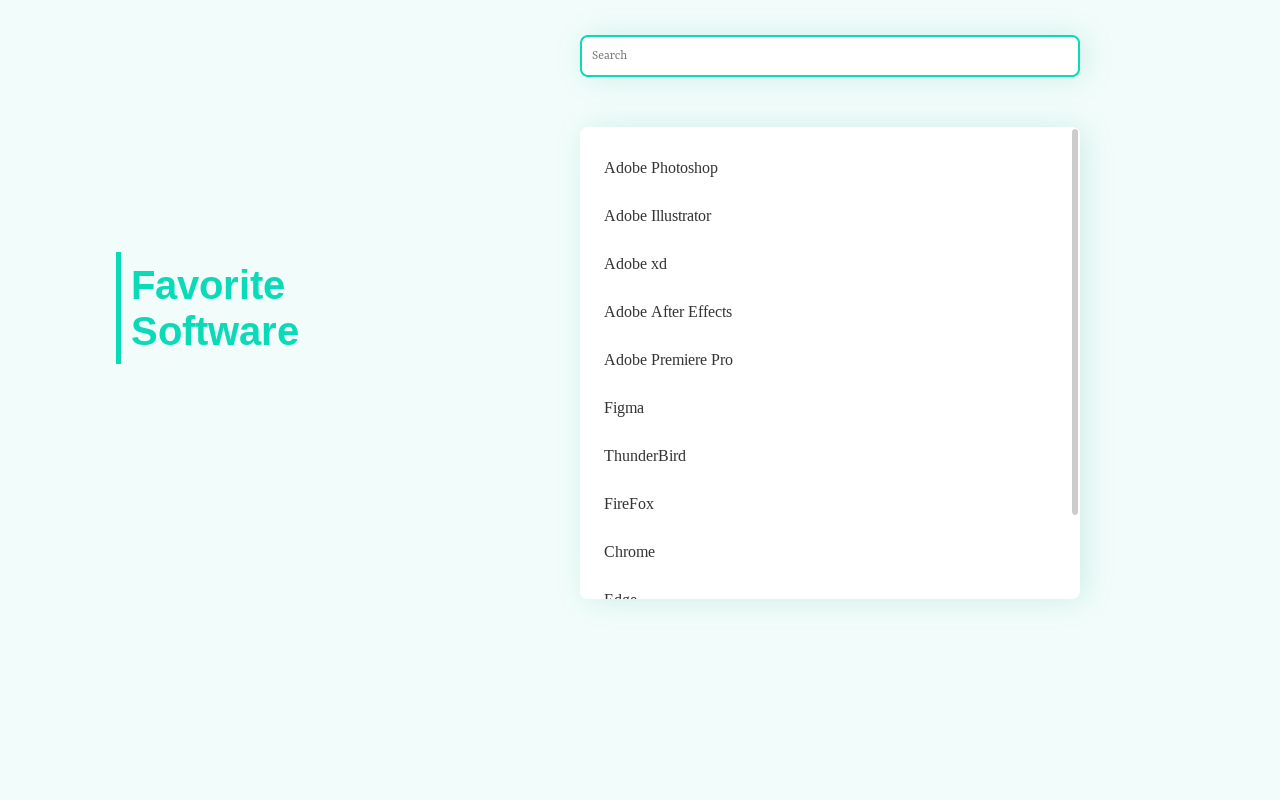 Search
Favorite
Software
Adobe Photoshop
Adobe Illustrator
Adobe xd
Adobe After Effects
Adobe Premiere Pro
Figma
ThunderBird
FireFox
Chrome
Edge